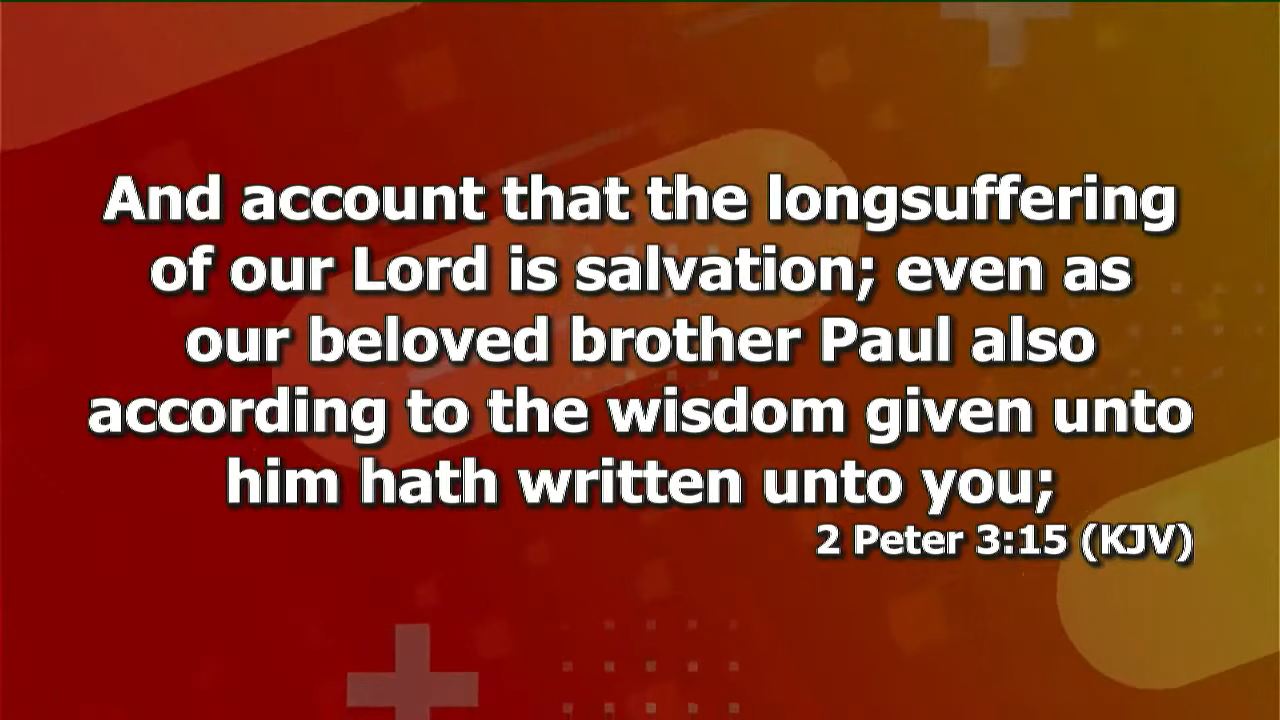 And account that the longsuffering
of our Lord is salvation; even as
our beloved brother Paul also
according to the wisdom given unto
him hath written unto you;
2 Peter 3:15 (KJV)